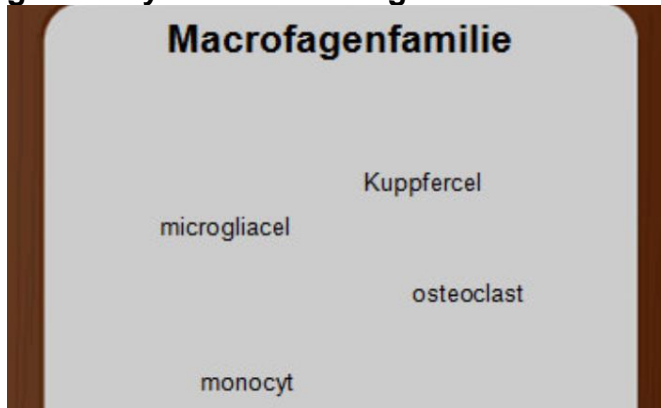 Macrofagenfamilie
Kuppfercel
microgliacel
osteoclast
monocyt